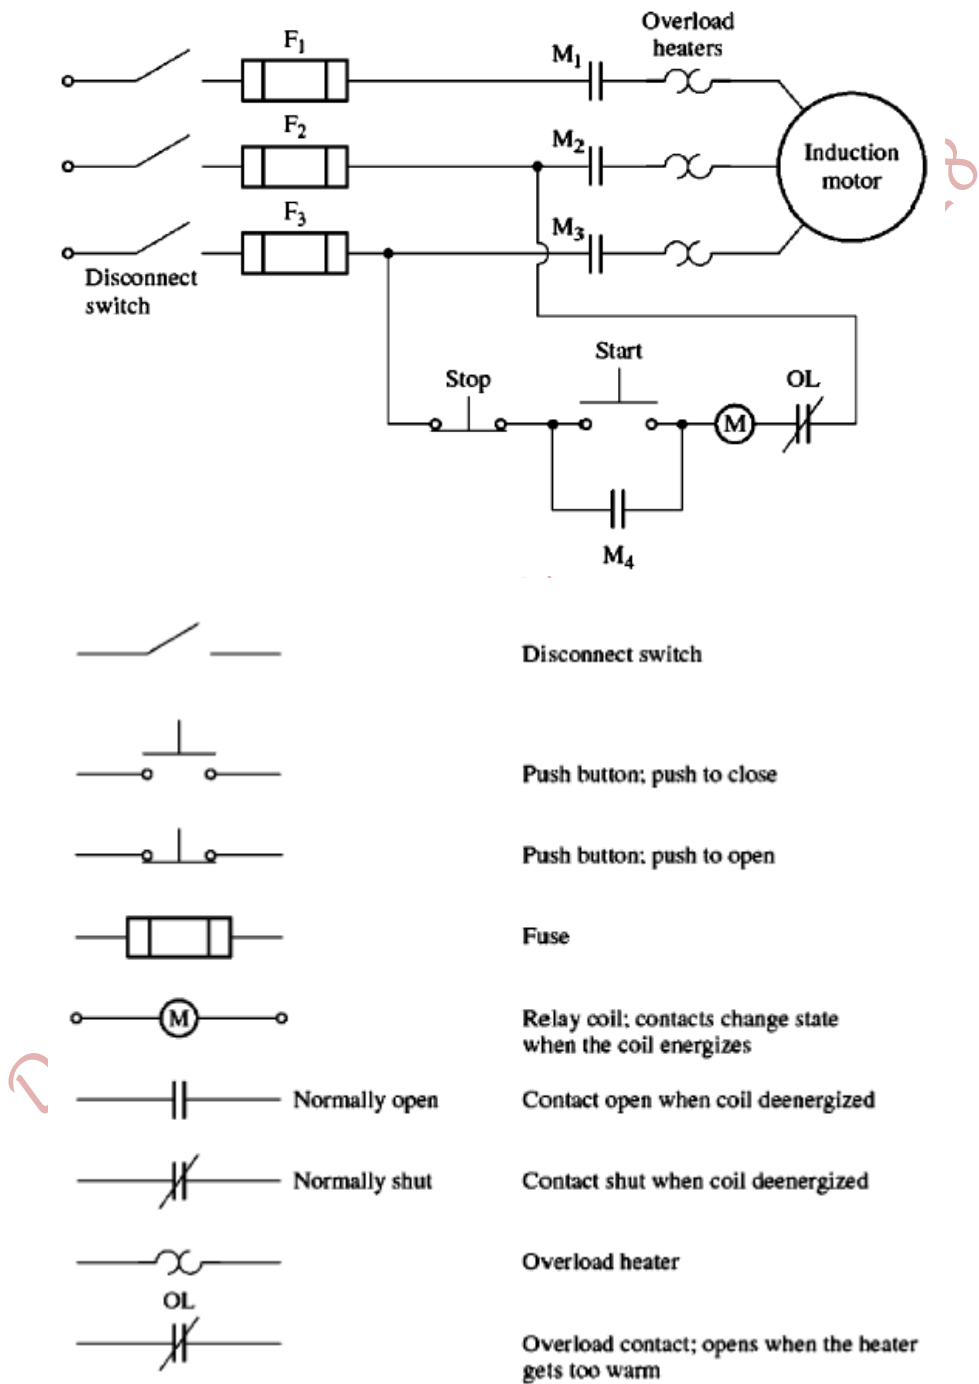 Overload
heaters
F1
M1
F2
M2
Induction
motor
F3
M3
Disconnect
switch
Start
Stop
OL
M
M4
Disconnect switch
Push button; push to close
Push button; push to open
Fuse
M
Relay coil; contacts change state
when the coil energizes
Normally open
Contact open when coil deenergized
Normally shut
Contact shut when coil deenergized
Overload heater
OL
Overload contact; opens when the heater
gets too warm